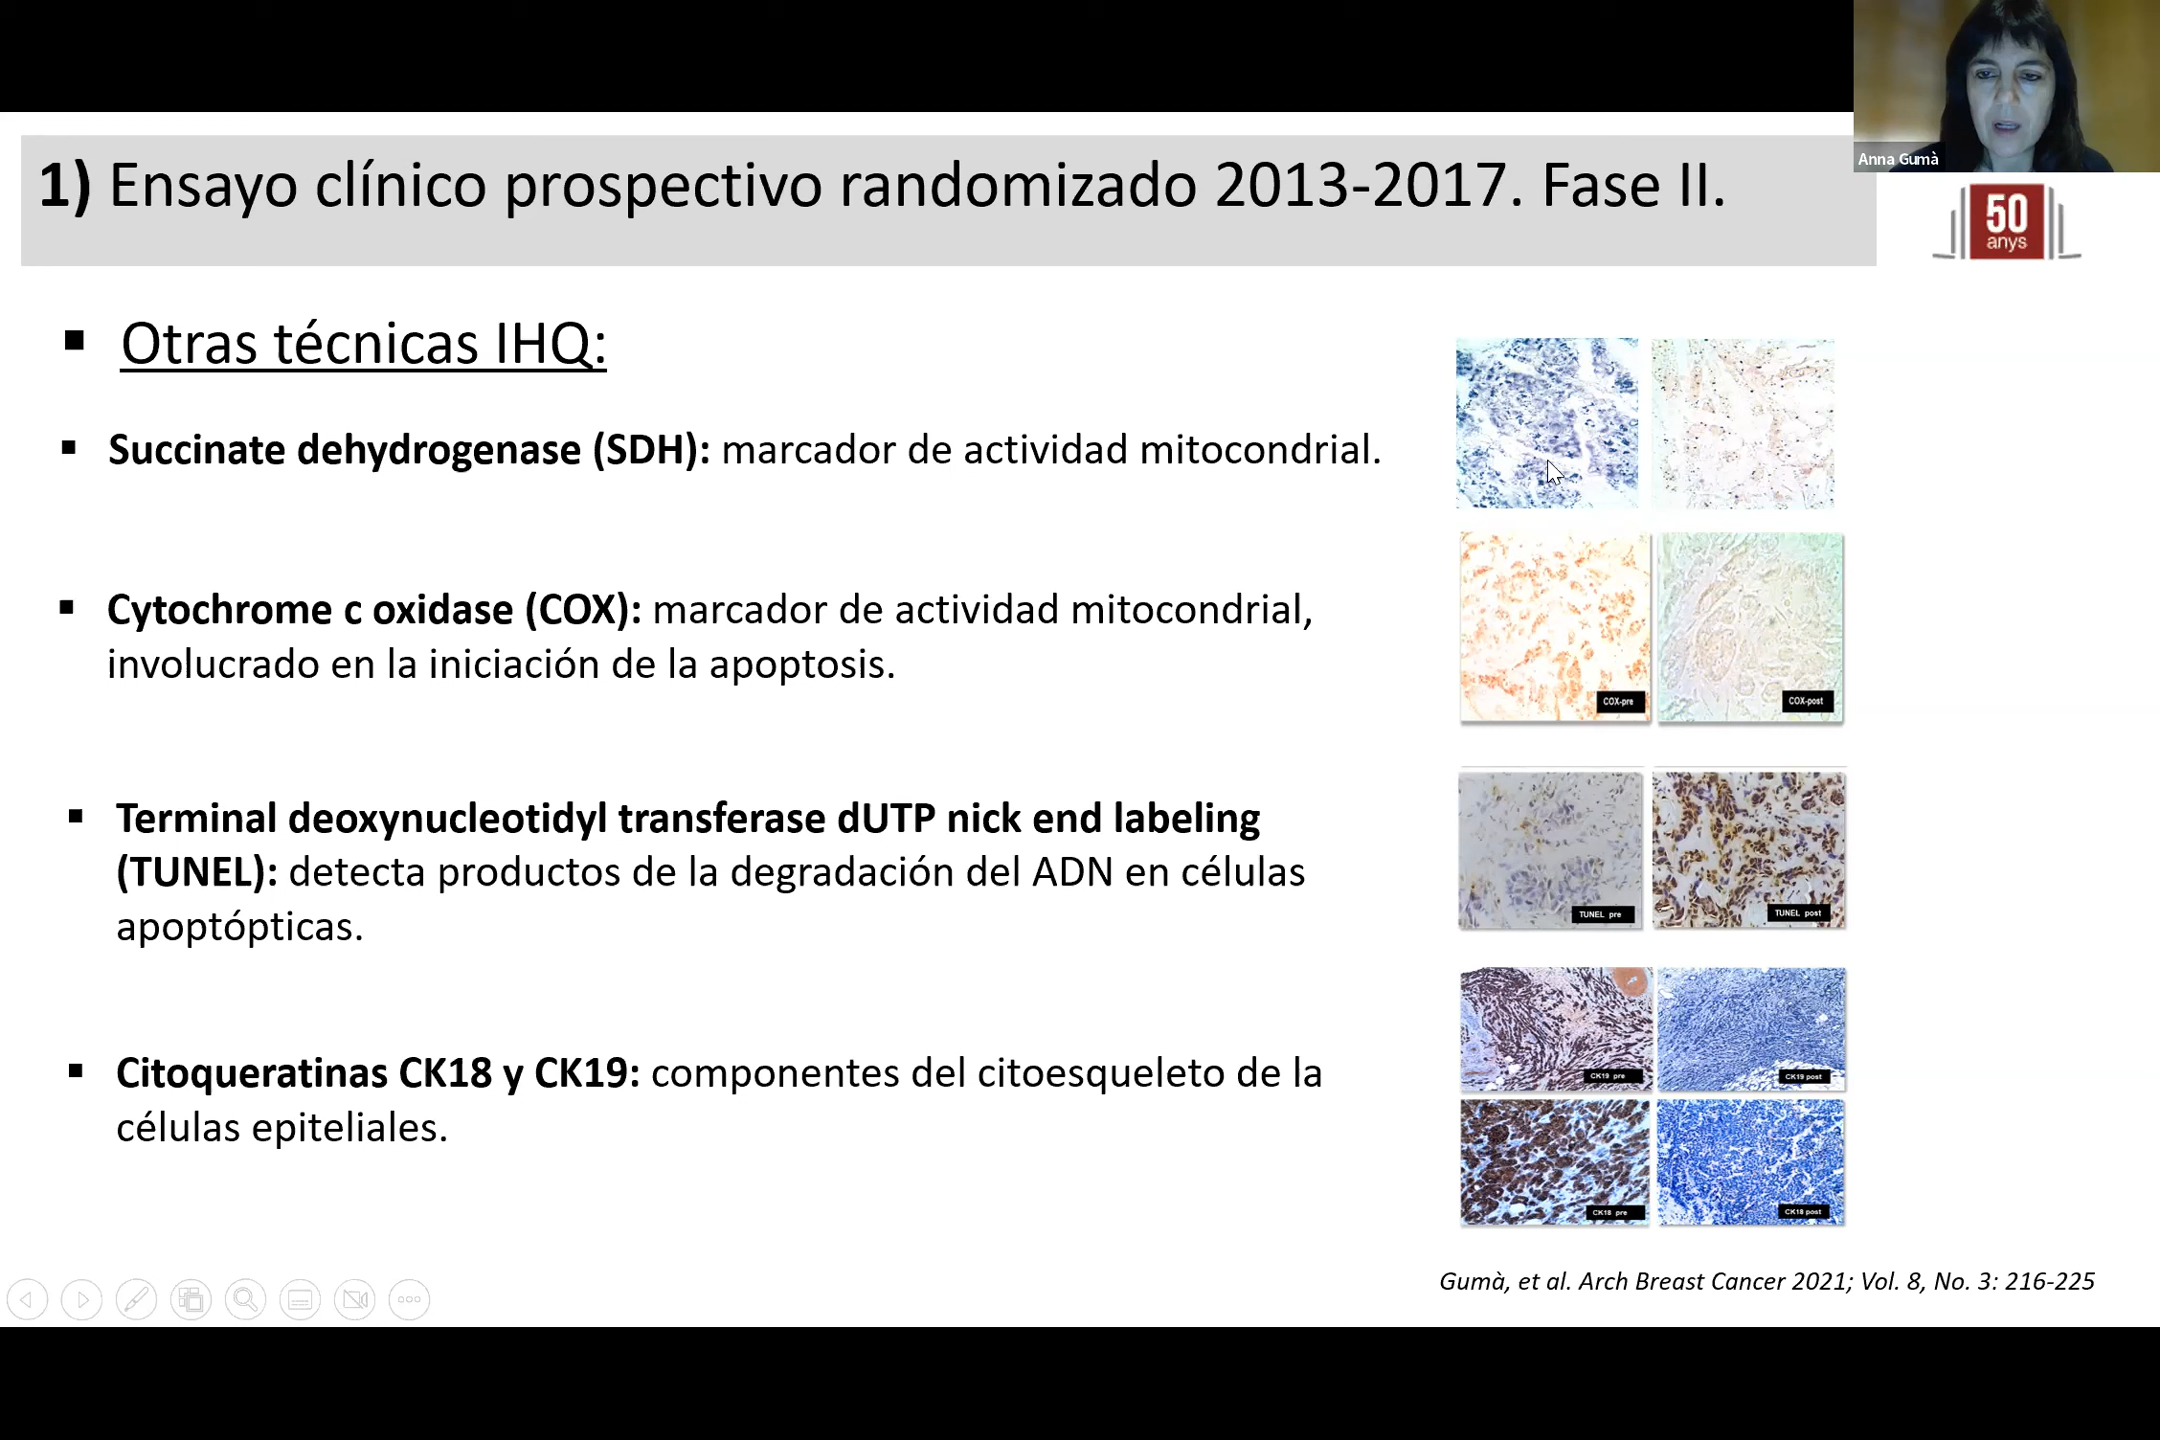 Anna Gumà
1) Ensayo clínico prospectivo randomizado 2013-2017. Fase II.
50
anys
▪ Otras técnicas IHQ:
▪ Succinate dehydrogenase (SDH): marcador de actividad mitocondrial.
▪ Cytochrome c oxidase (COX): marcador de actividad mitocondrial,
involucrado en la iniciación de la apoptosis.
COX-pre
COX-post
▪ Terminal deoxynucleotidyl transferase dUTP nick end labeling
(TUNEL): detecta productos de la degradación del ADN en células
apoptópticas.
TUNEL pre
TUNEL post
▪ Citoqueratinas CK18 y CK19: componentes del citoesqueleto de la
células epiteliales.
CK19 pre
CK19 post
CK18 pre
CK18 post
Gumà, et al. Arch Breast Cancer 2021; Vol. 8, No. 3: 216-225